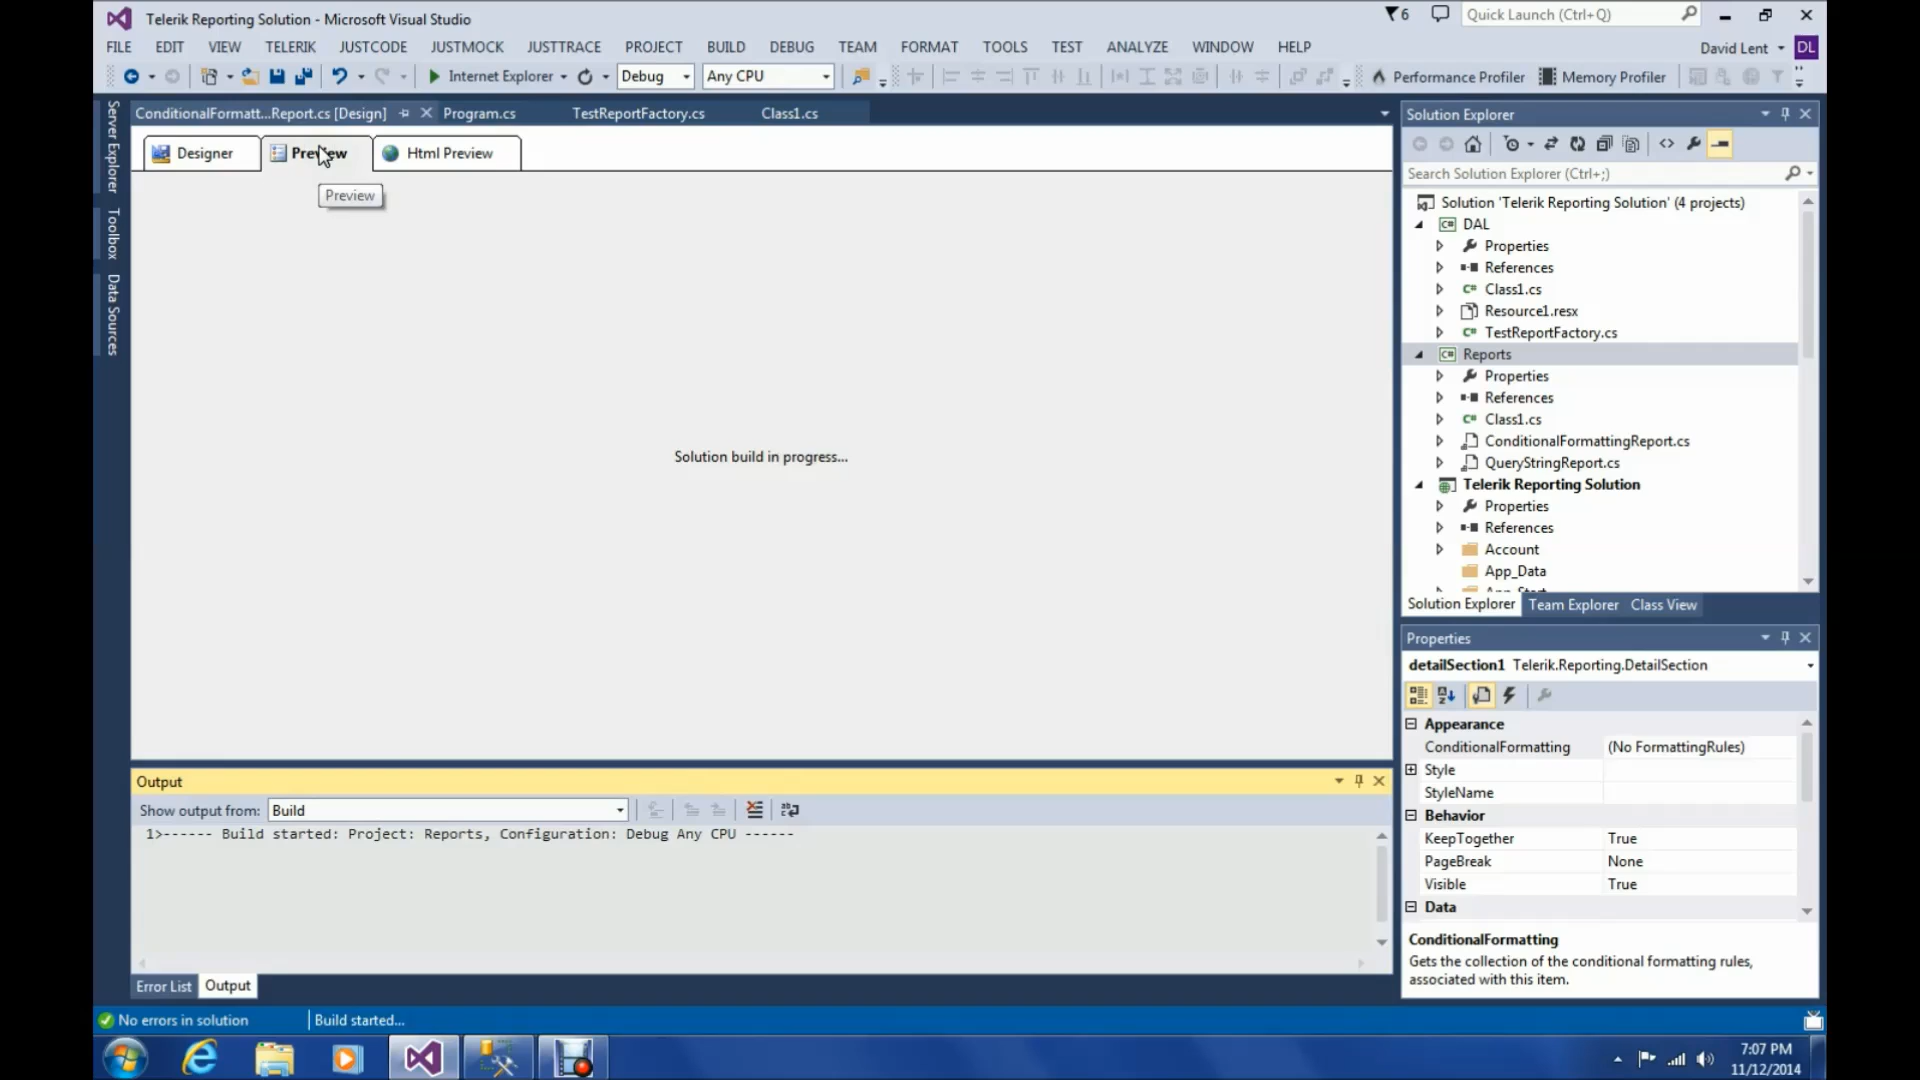 Telerik Reporting Solution - Microsoft Visual Studio
6
Quick Launch (Ctrl+Q)
FILE EDIT VIEW TELERIK JUSTCODE JUSTMOCK JUSTTRACE PROJECT BUILD DEBUG TEAM FORMAT TOOLS TEST ANALYZE WINDOW HELP
David Lent DL
Internet Explorer Debug Any CPU Performance Profiler Memory Profiler
Server Explorer
Toolbox
Data Sources
ConditionalFormatt...Report.cs [Design] Program.cs TestReportFactory.cs Class1.cs
Designer Preview Html Preview
Preview
Solution build in progress...
Output
Show output from: Build
1>------ Build started: Project: Reports, Configuration: Debug Any CPU ------
Error List Output
Solution Explorer
Search Solution Explorer (Ctrl+;)
Solution 'Telerik Reporting Solution' (4 projects)
DAL
Properties
References
Class1.cs
Resource1.resx
TestReportFactory.cs
Reports
Properties
References
Class1.cs
ConditionalFormattingReport.cs
QueryStringReport.cs
Telerik Reporting Solution
Properties
References
Account
App_Data
App_Start
Solution Explorer Team Explorer Class View
Properties
detailSection1 Telerik.Reporting.DetailSection
Appearance
ConditionalFormatting (No FormattingRules)
Style
StyleName
Behavior
KeepTogether True
PageBreak None
Visible True
Data
ConditionalFormatting
Gets the collection of the conditional formatting rules,
associated with this item.
No errors in solution Build started...
7:07 PM
11/12/2014